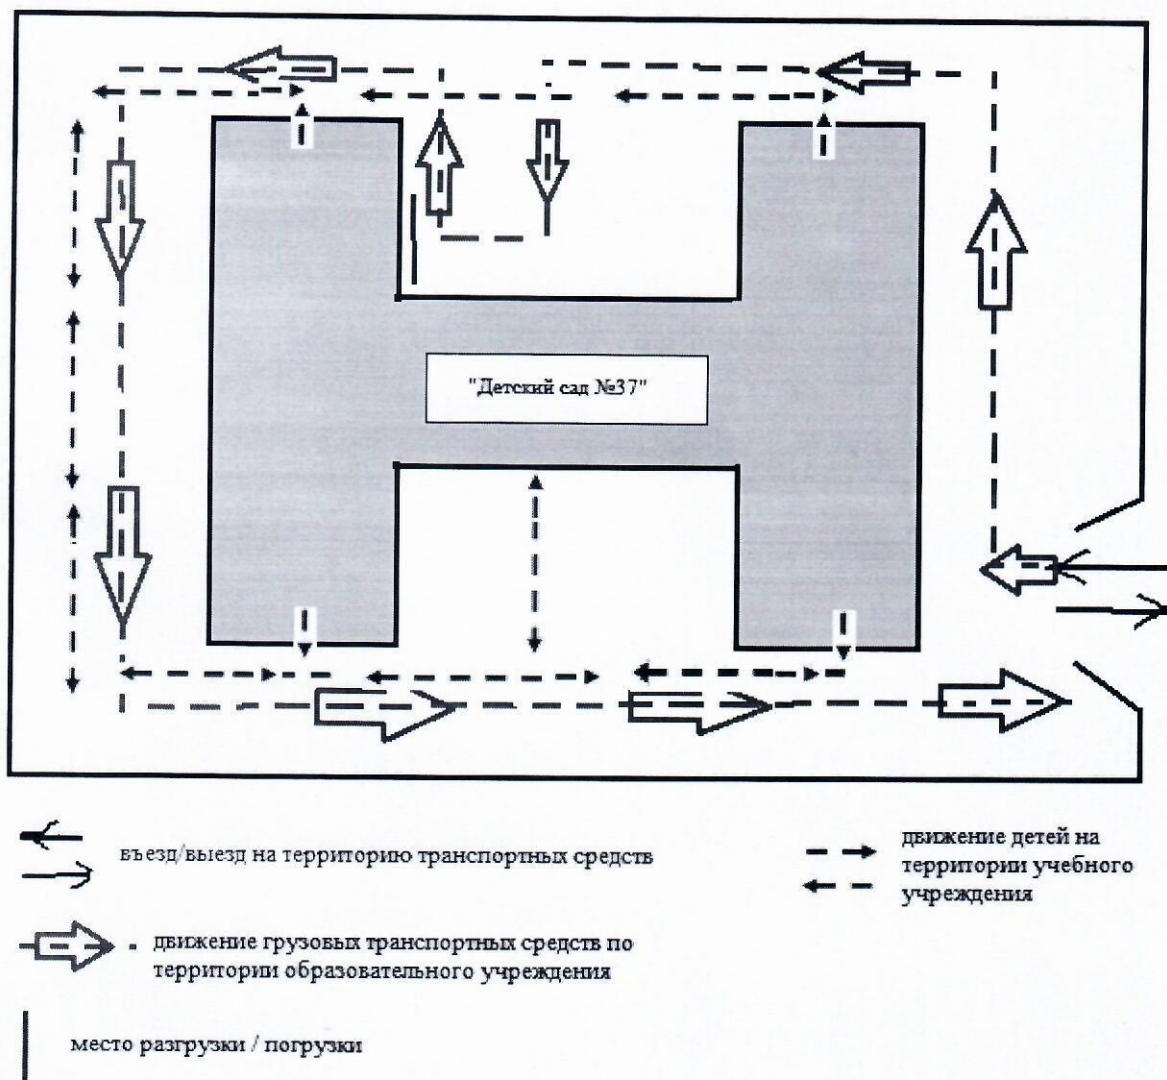 "Детский сад №37"
въезд/выезд на территорию транспортных средств
движение детей на
территории учебного
учреждения
движение грузовых транспортных средств по
территории образовательного учреждения
место разгрузки / погрузки